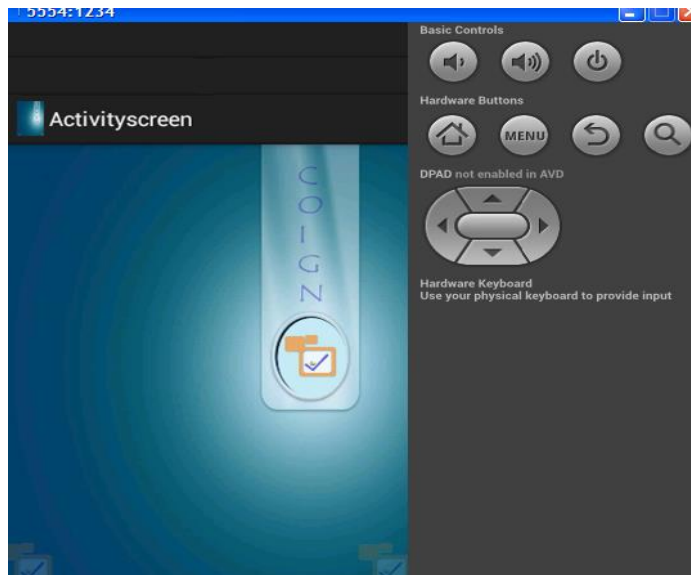 5554:1234
Activityscreen
C
O
I
G
N
Basic Controls
Hardware Buttons
MENU
DPAD not enabled in AVD
Hardware Keyboard
Use your physical keyboard to provide input